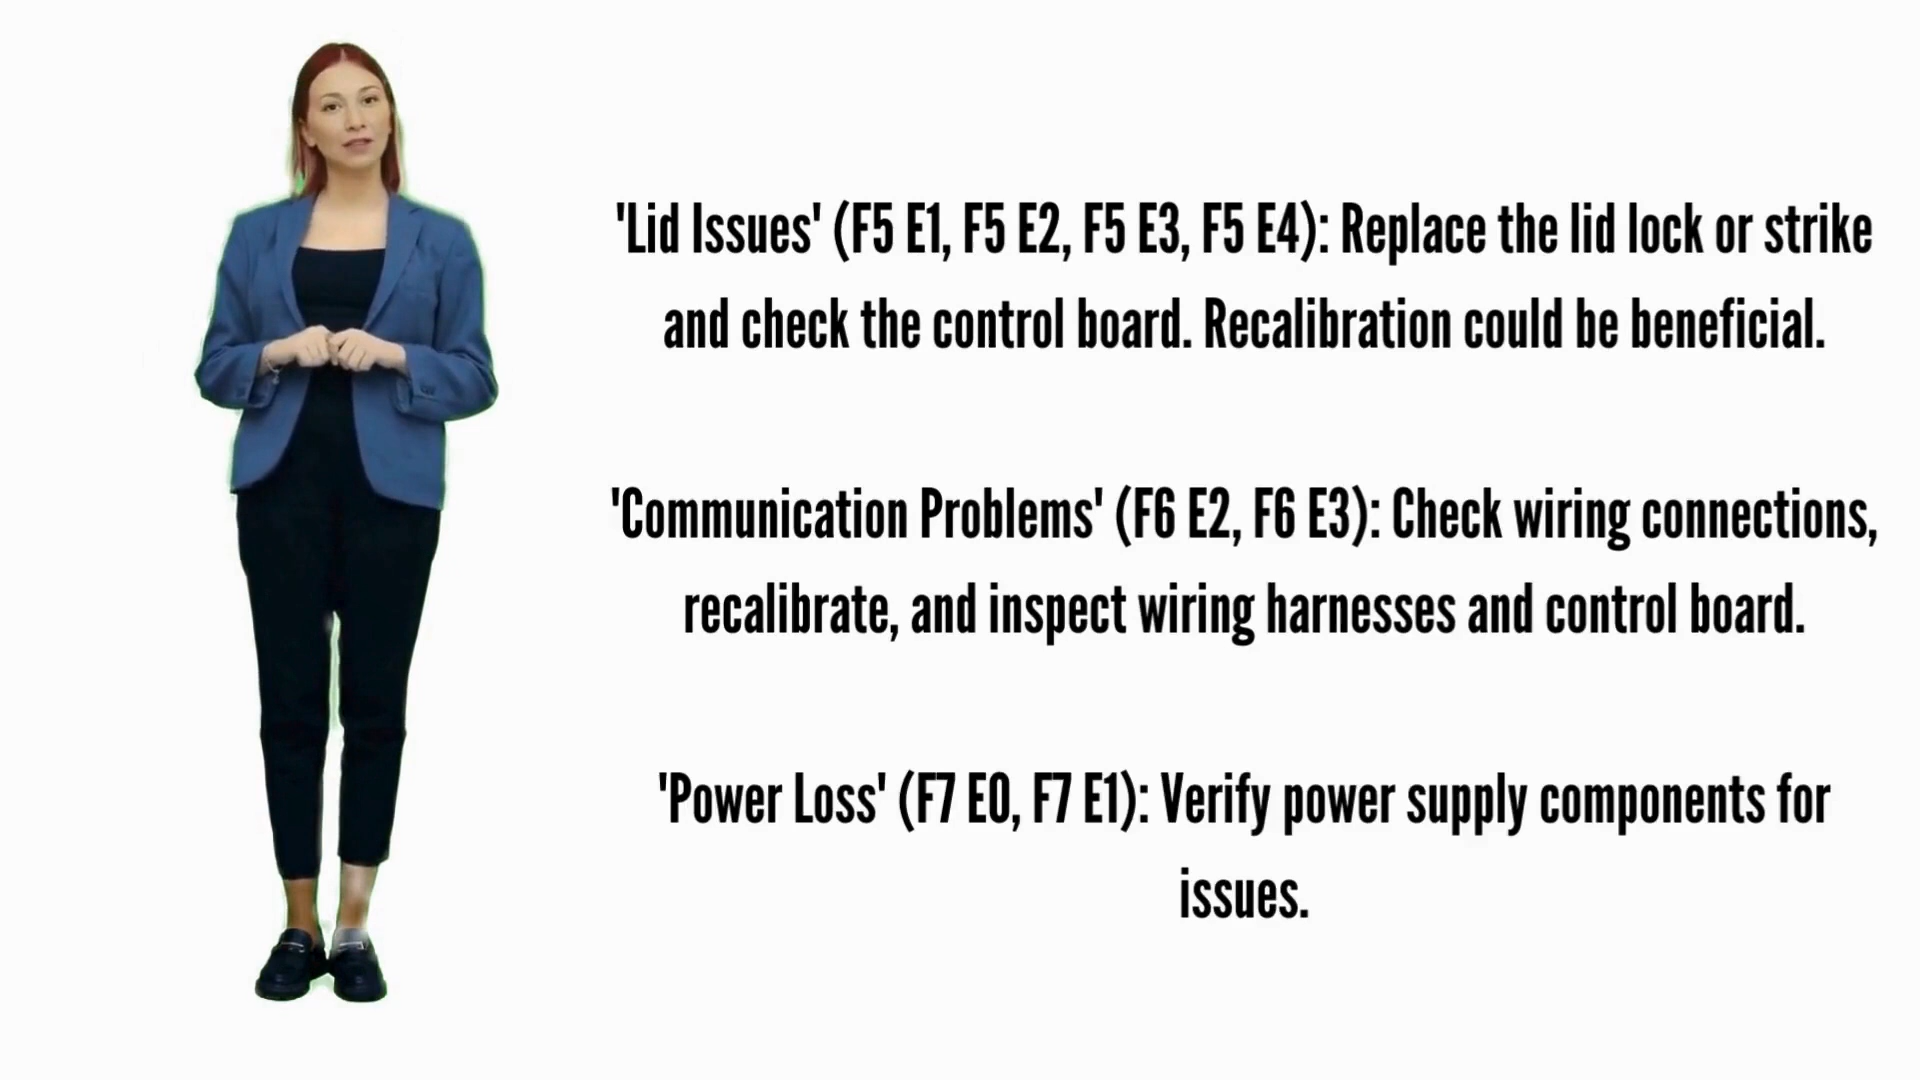 'Lid Issues' (F5 E1, F5 E2, F5 E3, F5 E4): Replace the lid lock or strike
and check the control board. Recalibration could be beneficial.
'Communication Problems' (F6 E2, F6 E3): Check wiring connections,
recalibrate, and inspect wiring harnesses and control board.
'Power Loss' (F7 E0, F7 E1): Verify power supply components for
issues.